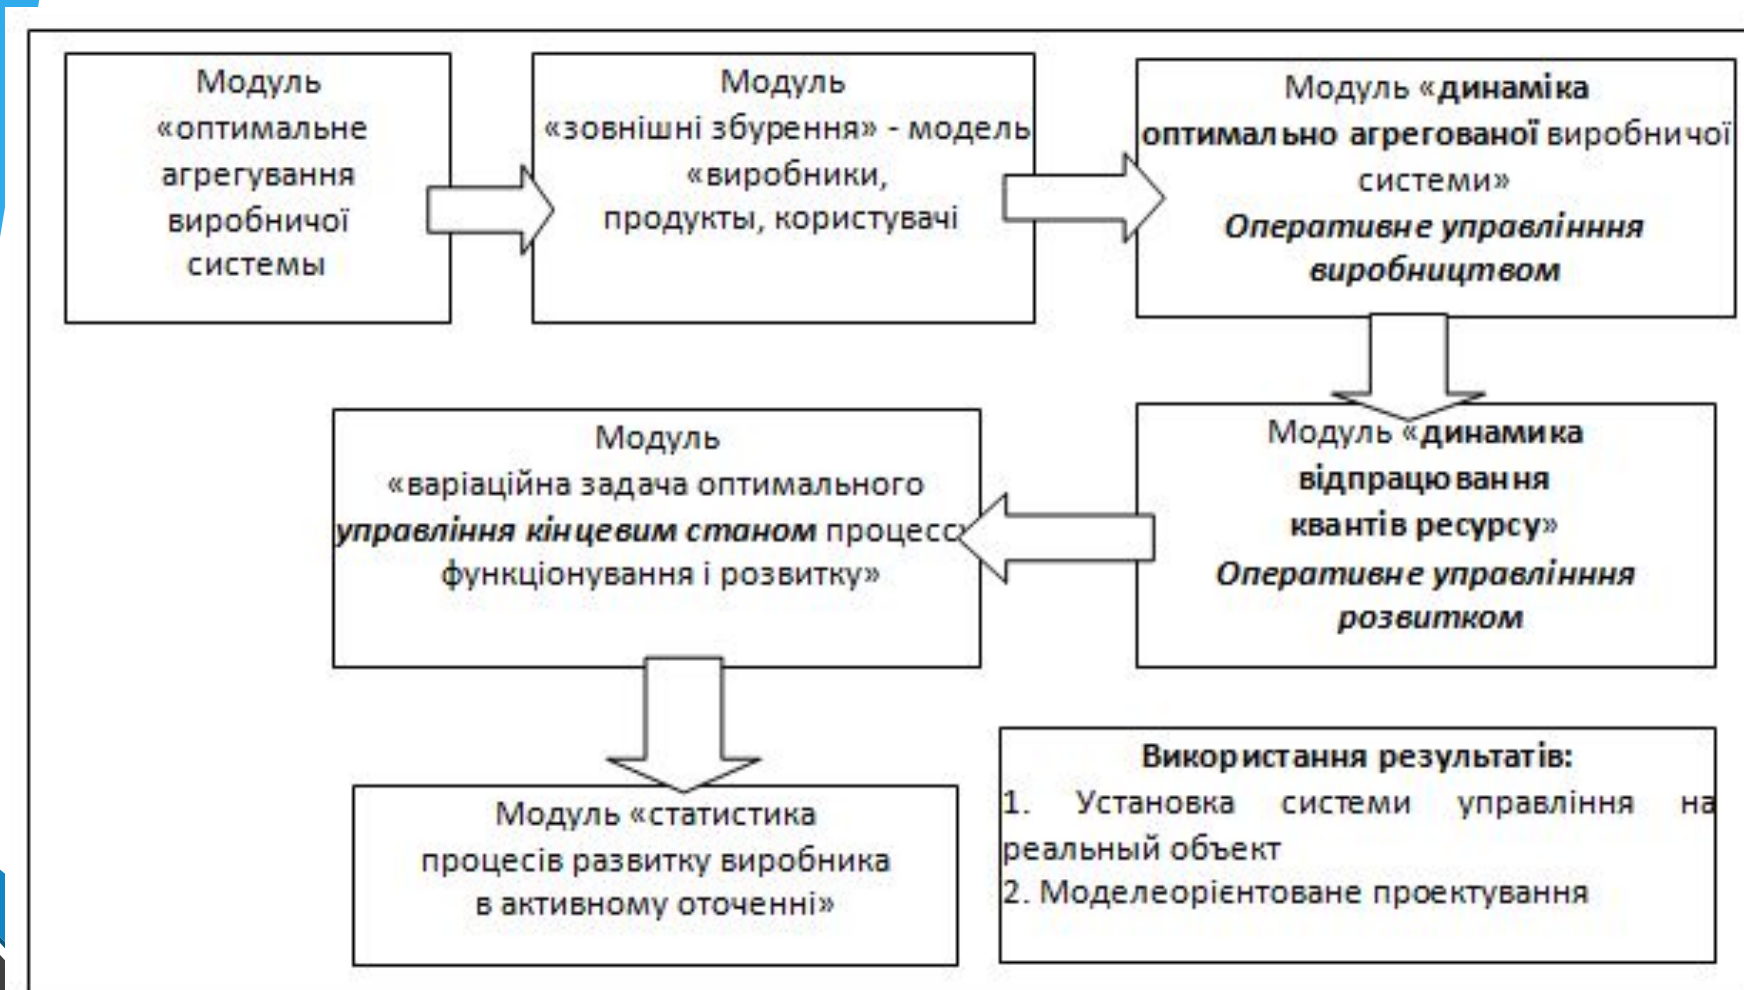 Модуль
«оптимальне
агрегування
виробничої
системы
Модуль
«зовнішні збурення» - модель
«виробники,
продукты, користувачі
Модуль «динаміка
оптимально агрегованої виробничої
системи»
Оперативне управлінння
виробництвом
Модуль «динамика
відпрацювання
квантів ресурсу»
Оперативне управлінння
розвитком
Модуль
«варіаційна задача оптимального
управління кінцевим станом
функціонування і розвитку»
Модуль «статистика
процесів развитку виробника
в активному оточенні»
Використання результатів:
1. Установка системи управління на
реальный объект
2. Моделеорієнтоване проектування